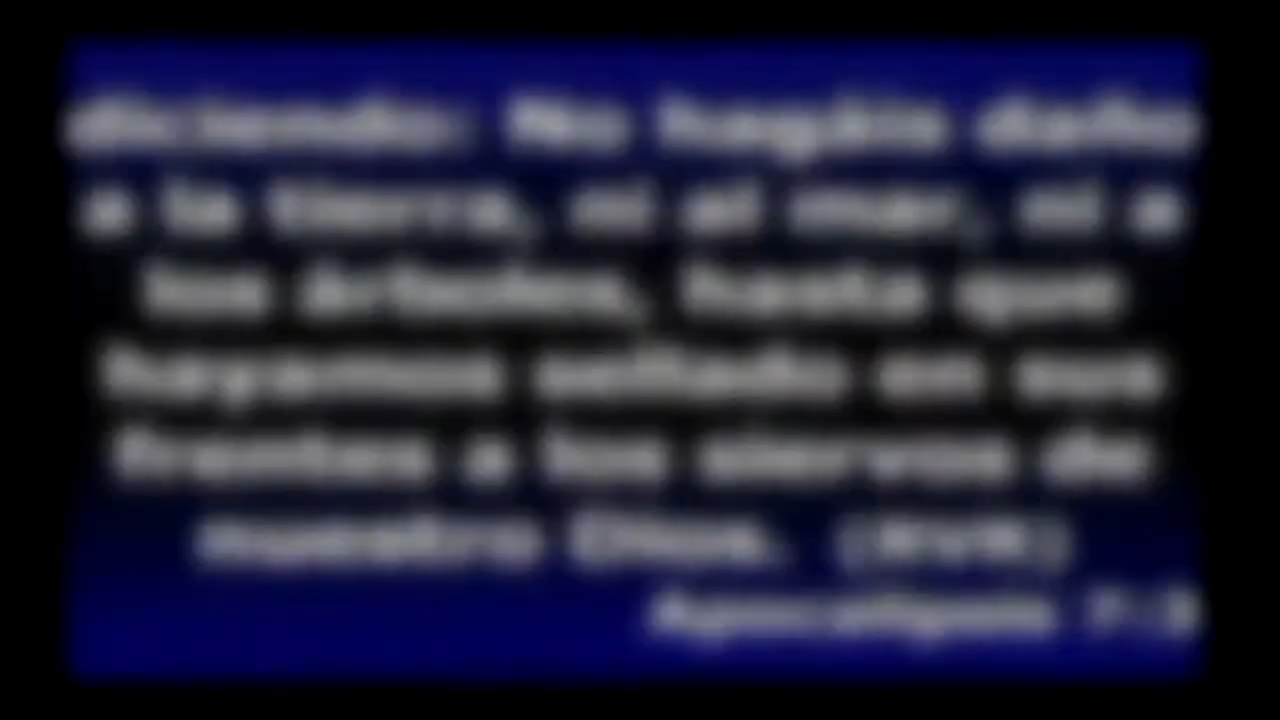 diciendo: No hagáis daño
a la tierra, ni al mar, ni a
los árboles, hasta que
hayamos sellado en sus
frentes a los siervos de
nuestro Dios. (RVR)
Apocalipsis 7:3